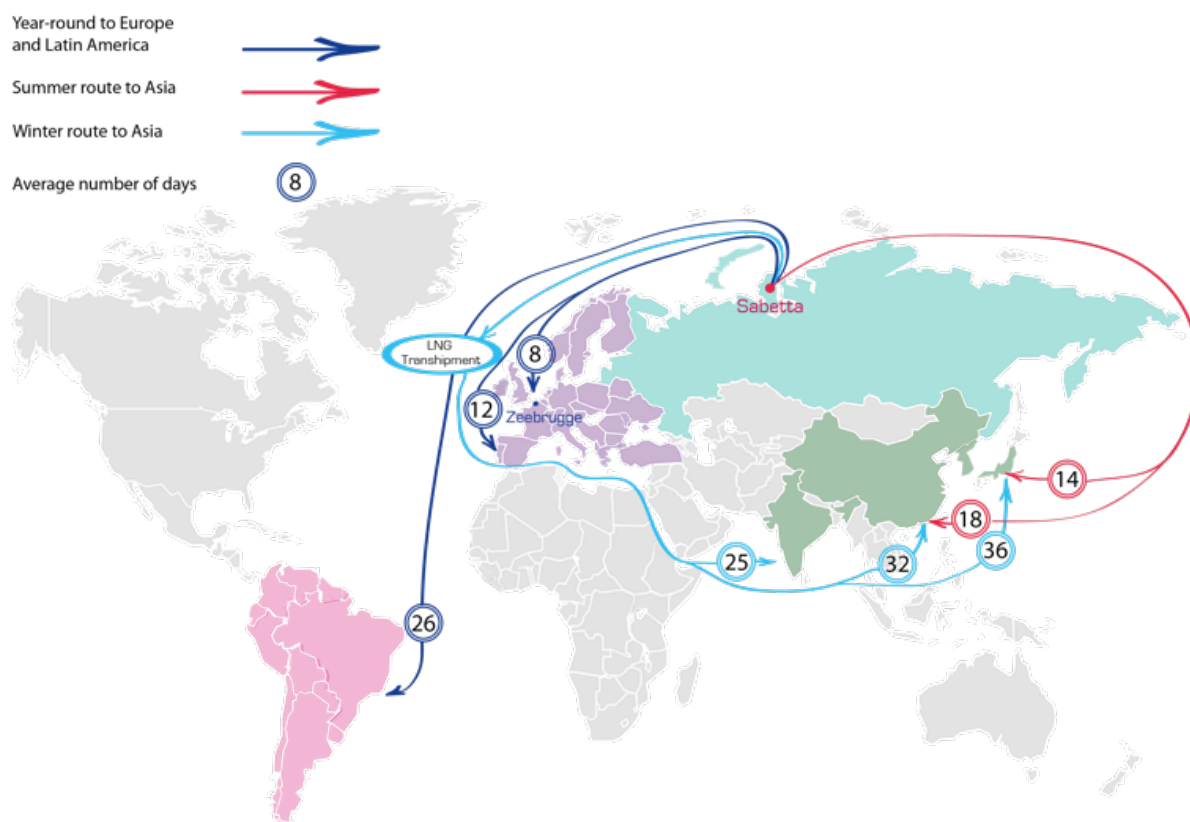 Year-round to Europe
and Latin America
Summer route to Asia
Winter route to Asia
Average number of days
8
Sabetta
LNG
Transhipment
8
12
Zeebrugge
14
18
25
32
36
26